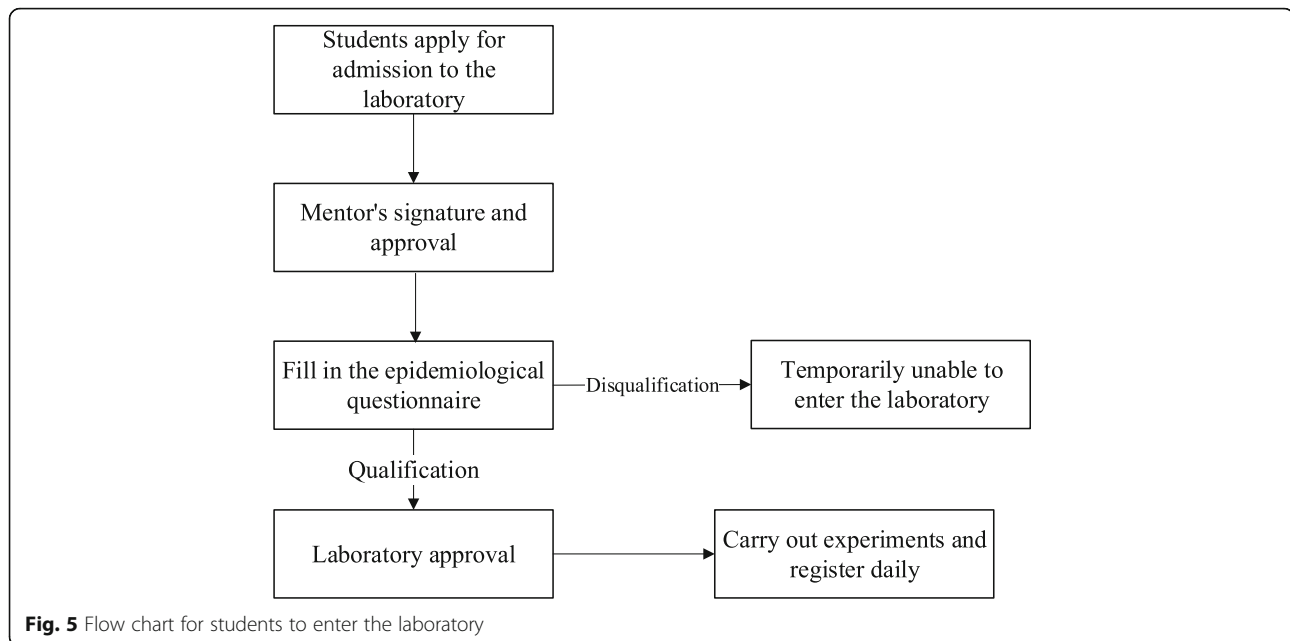 Students apply for
admission to the
laboratory
Mentor's signature and
approval
Fill in the epidemiological
questionnaire
Disqualification
Temporarily unable to
enter the laboratory
Qualification
Laboratory approval
Carry out experiments and
register daily
Fig. 5 Flow chart for students to enter the laboratory